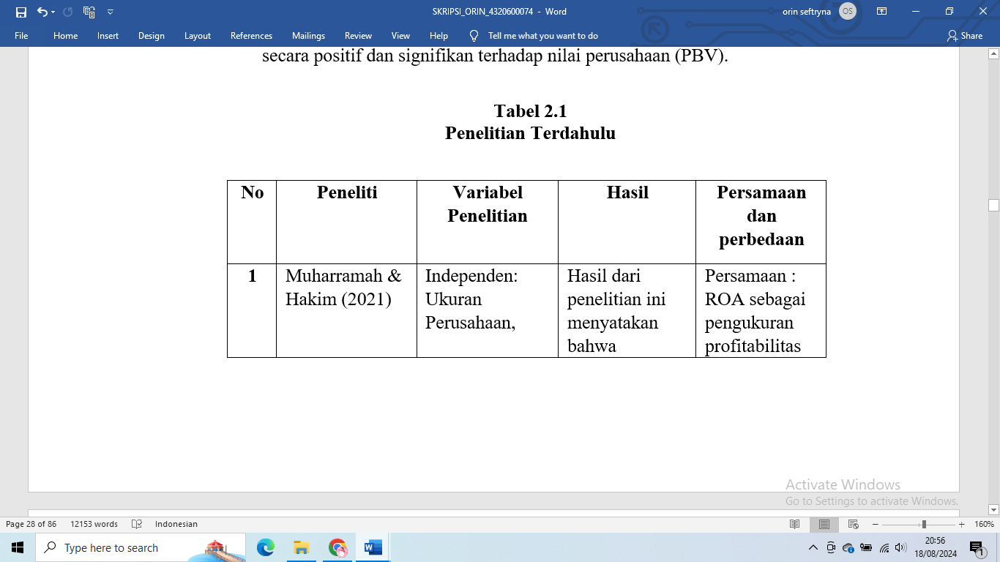 SKRIPSI_ORIN_4320600074 - Word
orin seftryna
OS
File Home Insert Design Layout References Mailings Review View Help Tell me what you want to do Share
secara positif dan signifikan terhadap nilai perusahaan (PBV).
Tabel 2.1
Penelitian Terdahulu
No
Peneliti
Variabel
Penelitian
Hasil
Persamaan
dan
perbedaan
1
Muharramah &
Hakim (2021)
Independen:
Ukuran
Perusahaan,
Hasil dari
penelitian ini
menyatakan
bahwa
Persamaan :
ROA sebagai
pengukuran
profitabilitas
Activate Windows
Go to Settings to activate Windows.
Page 28 of 86 12153 words Indonesian 160%
Type here to search
20:56
18/08/2024
1